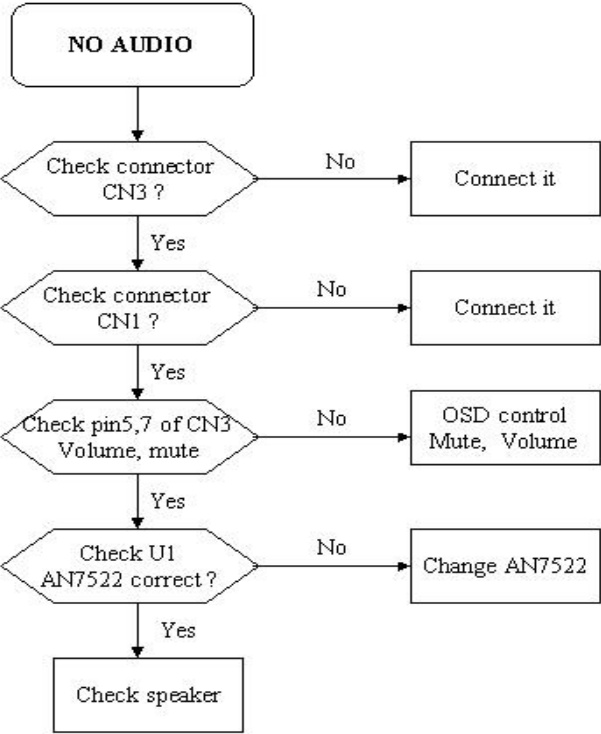 NO AUDIO
Check connector
CN3 ?
No
Connect it
Yes
Check connector
CN1 ?
No
Connect it
Yes
Check pin5,7 of CN3
Volume, mute
No
OSD control
Mute, Volume
Yes
Check U1
AN7522 correct ?
No
Change AN7522
Yes
Check speaker